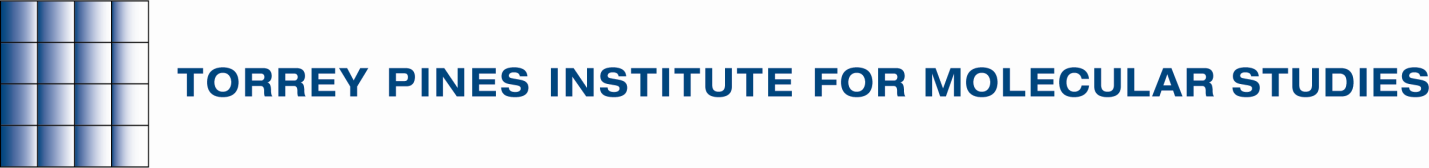 TORREY PINES INSTITUTE FOR MOLECULAR STUDIES